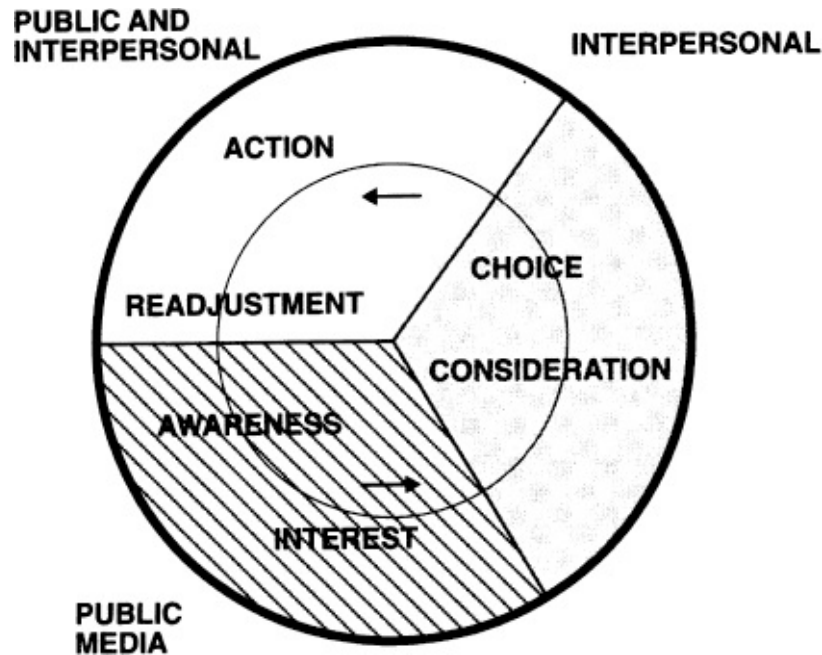 PUBLIC AND
INTERPERSONAL
INTERPERSONAL
ACTION
CHOICE
READJUSTMENT
CONSIDERATION
AWARENESS
INTEREST
PUBLIC
MEDIA